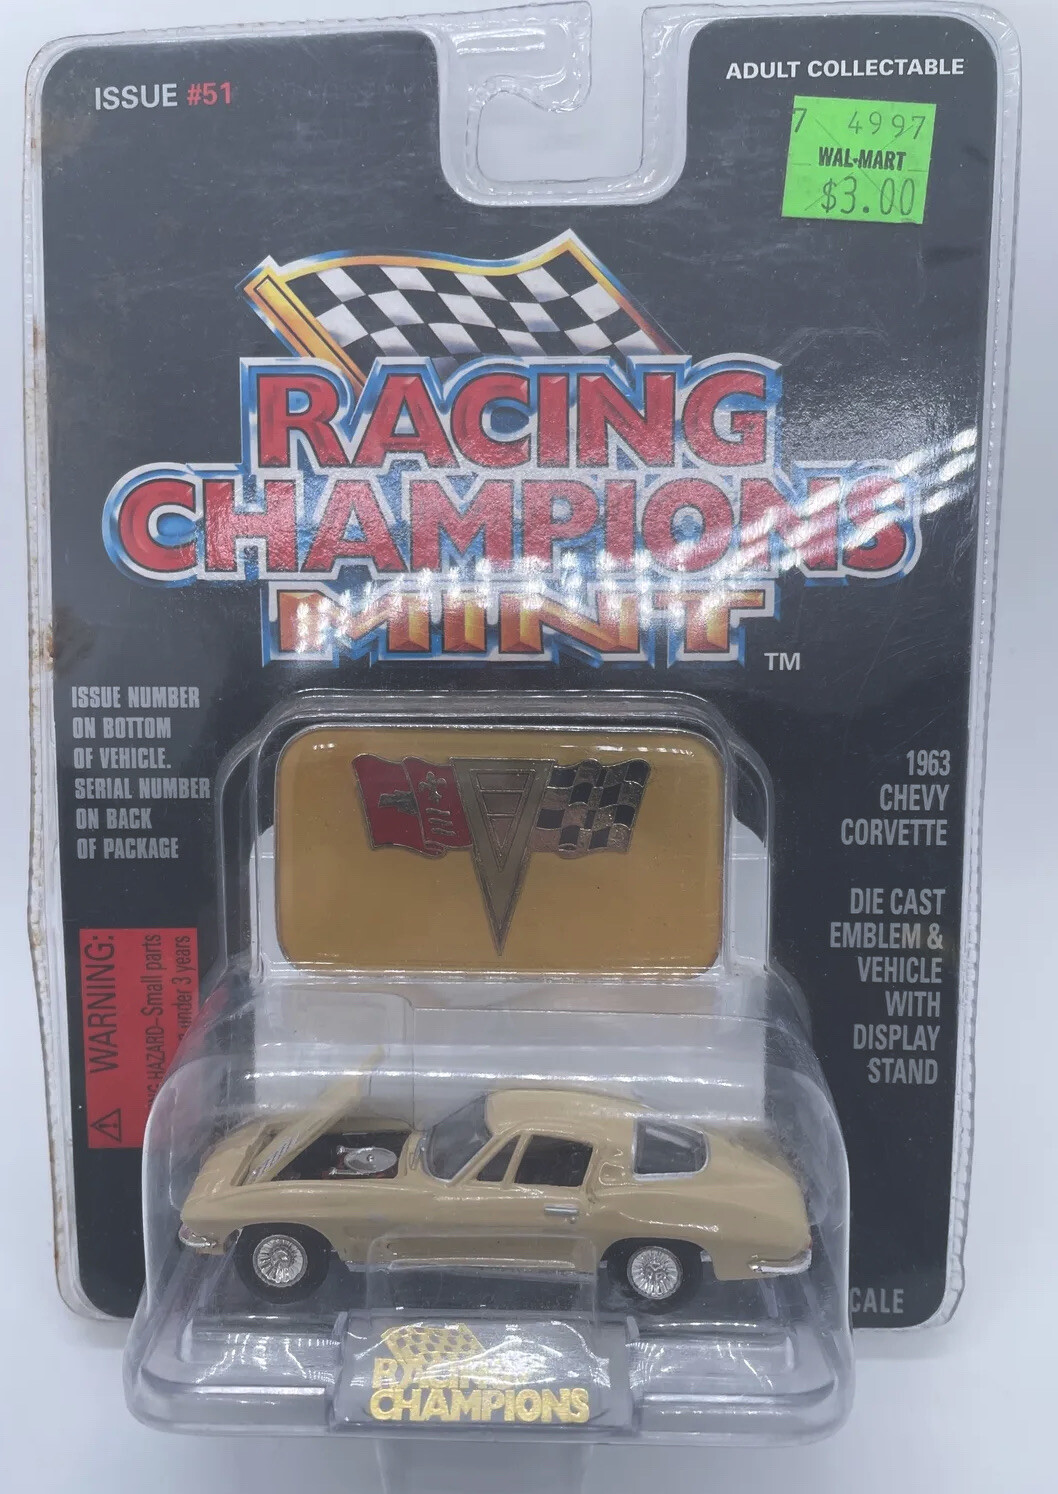 ISSUE #51
ADULT COLLECTABLE
7 4997
WAL-MART
$3.00
RACING
CHAMPIONS
MINT
TM
ISSUE NUMBER
ON BOTTOM
OF VEHICLE.
SERIAL NUMBER
ON BACK
OF PACKAGE
1963
CHEVY
CORVETTE
DIE CAST
EMBLEM &
VEHICLE
WITH
DISPLAY
STAND
WARNING:
HAZARD-Small parts
under 3 years
CALE
RACING
CHAMPIONS